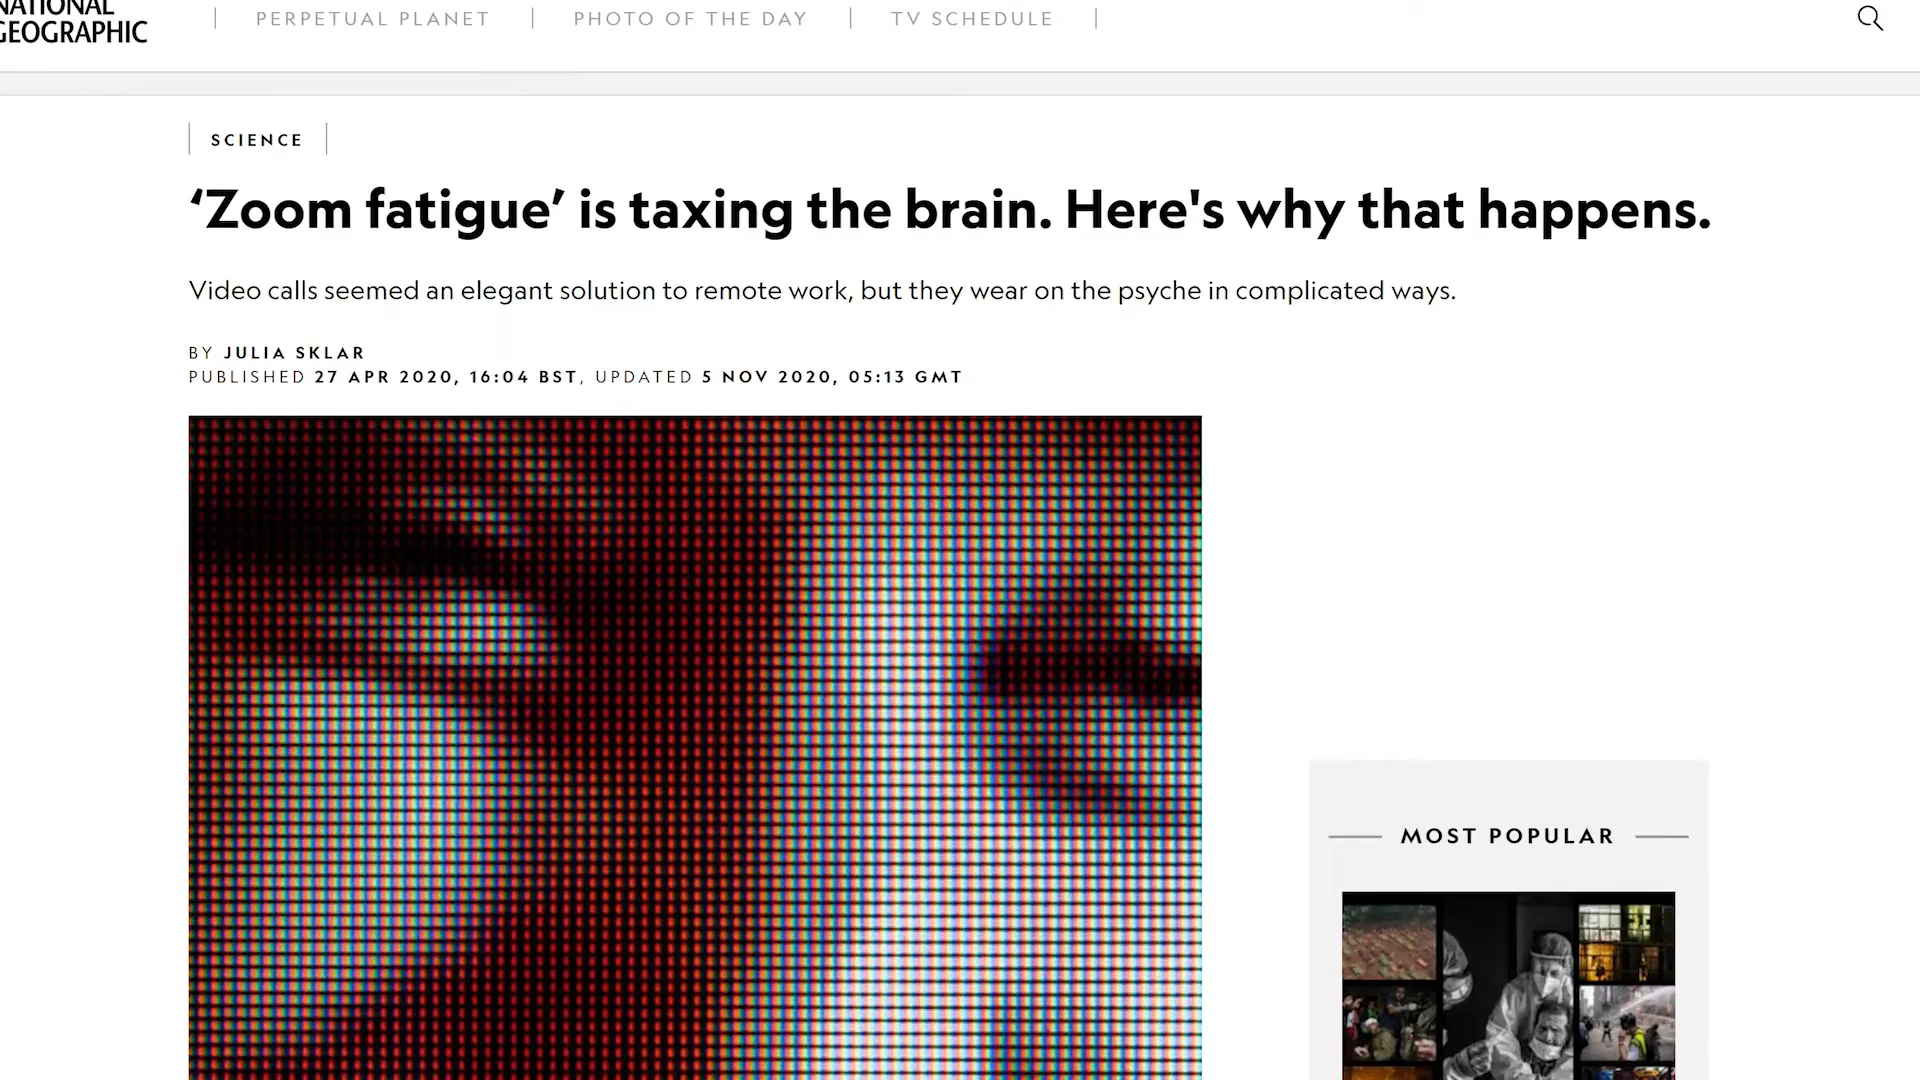 NATIONAL
GEOGRAPHIC
PERPETUAL PLANET
PHOTO OF THE DAY
TV SCHEDULE
SCIENCE
‘Zoom fatigue’ is taxing the brain. Here's why that happens.
Video calls seemed an elegant solution to remote work, but they wear on the psyche in complicated ways.
BY JULIA SKLAR
PUBLISHED 27 APR 2020, 16:04 BST, UPDATED 5 NOV 2020, 05:13 GMT
MOST POPULAR